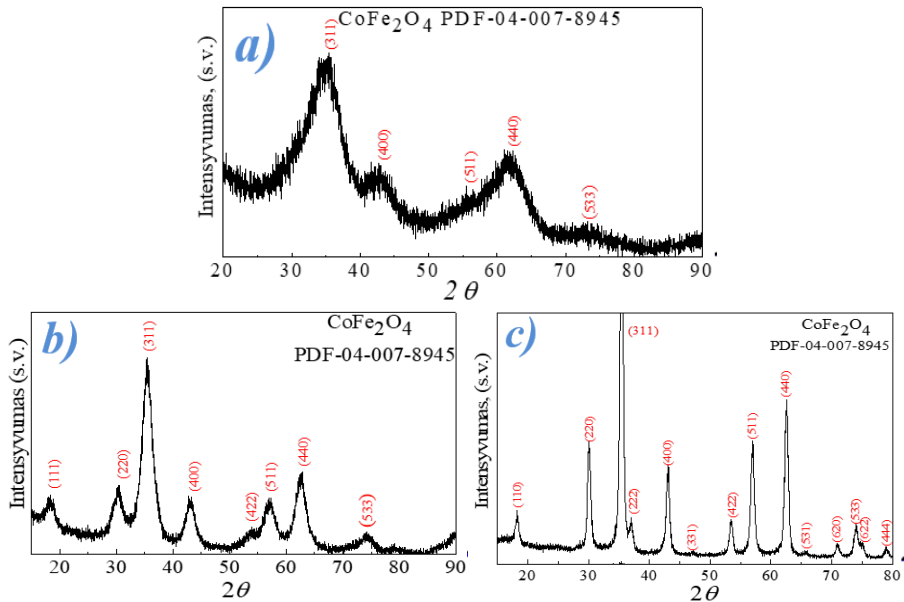 a)
CoFe2O4 PDF-04-007-8945
Intensyvumas, (s.v.)
(311)
(400)
(511)
(440)
(533)
20 30 40 50 60 70 80 90
2θ
b)
CoFe2O4
PDF-04-007-8945
Intensyvumas (s.v.)
(111)
(220)
(311)
(400)
(422)
(511)
(440)
(533)
20 30 40 50 60 70 80 90
2θ
c)
CoFe2O4
PDF-04-007-8945
Intensyvumas, (s.v.)
(110)
(220)
(311)
(222)
(400)
(331)
(422)
(511)
(440)
(531)
(620)
(533)
(622)
(444)
20 30 40 50 60 70 80
2θ